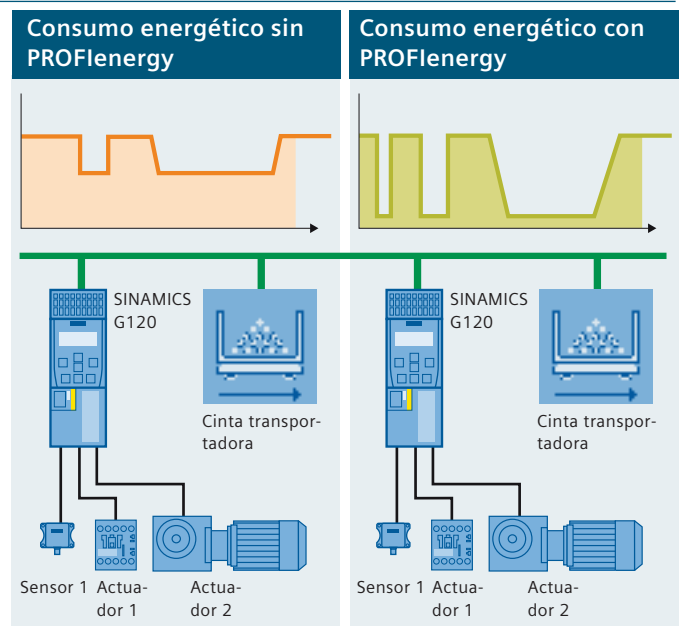 Consumo energético sin
PROFIenergy
Consumo energético con
PROFIenergy
SINAMICS
G120
Cinta transpor-
tadora
SINAMICS
G120
Cinta transpor-
tadora
Sensor 1
Actua-
dor 1
Actua-
dor 2
Sensor 1
Actua-
dor 1
Actua-
dor 2